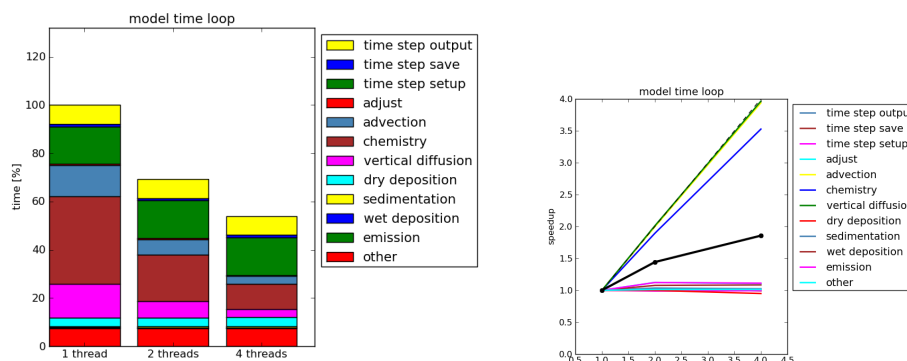 model time loop
time [%]
120
100
80
60
40
20
0
1 thread
2 threads
4 threads
time step output
time step save
time step setup
adjust
advection
chemistry
vertical diffusion
dry deposition
sedimentation
wet deposition
emission
other
model time loop
speedup
4.0
3.5
3.0
2.5
2.0
1.5
1.0
0.5
0.0
0.5
1.0
1.5
2.0
2.5
3.0
3.5
4.0
4.5
time step output
time step save
time step setup
adjust
advection
chemistry
vertical diffusion
dry deposition
sedimentation
wet deposition
emission
other